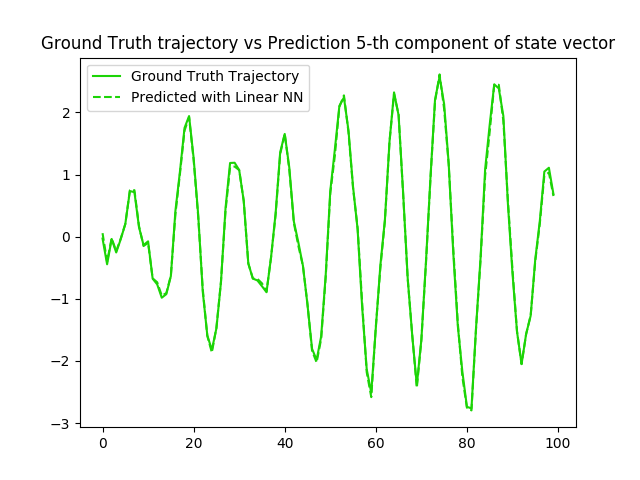 Ground Truth trajectory vs Prediction 5-th component of state vector
Ground Truth Trajectory
Predicted with Linear NN
2
1
0
−1
−2
−3
0 20 40 60 80 100